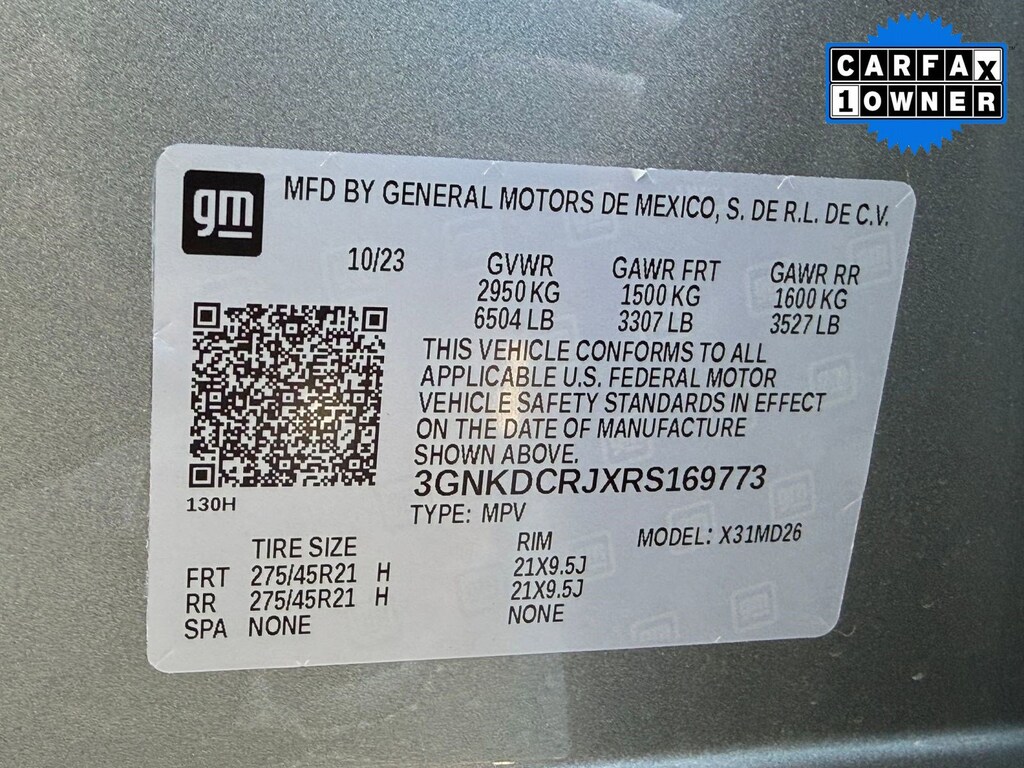 CARFAX
1 OWNER
gm
MFD BY GENERAL MOTORS DE MEXICO, S. DE R.L. DE C.V.
10/23 GVWR GAWR FRT GAWR RR
2950 KG 1500 KG 1600 KG
6504 LB 3307 LB 3527 LB
THIS VEHICLE CONFORMS TO ALL
APPLICABLE U.S. FEDERAL MOTOR
VEHICLE SAFETY STANDARDS IN EFFECT
ON THE DATE OF MANUFACTURE
SHOWN ABOVE.
3GNKDCRJXRS169773
130H
TYPE: MPV MODEL: X31MD26
TIRE SIZE RIM
FRT 275/45R21 H 21X9.5J
RR 275/45R21 H 21X9.5J
SPA NONE NONE